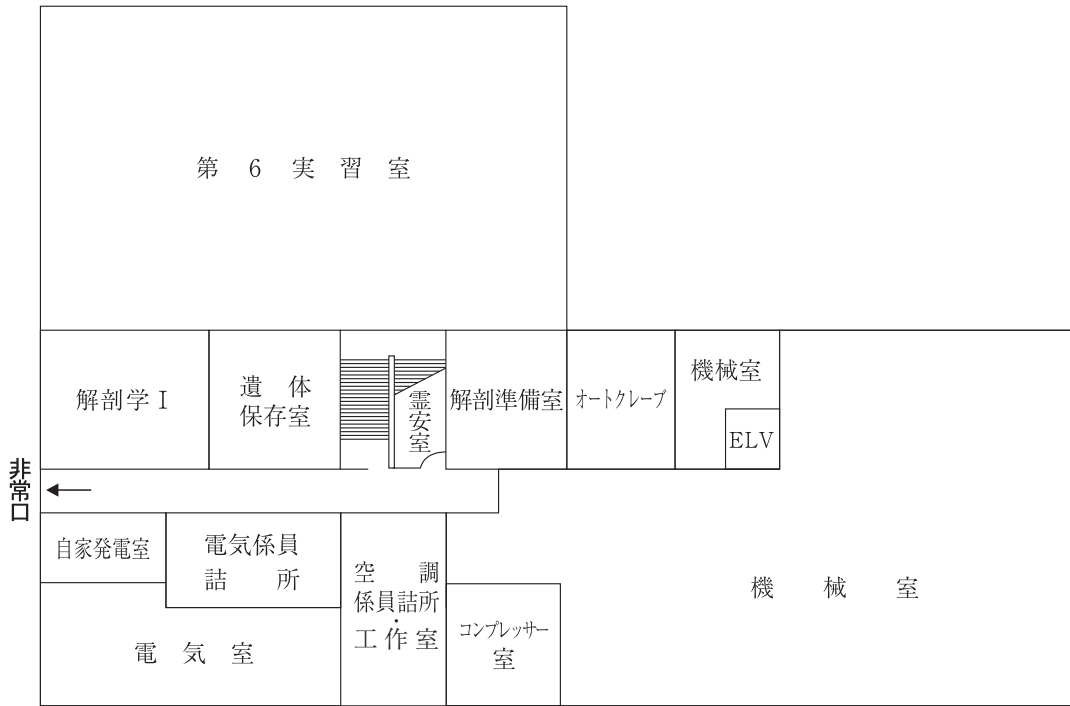 第6実習室
解剖学Ⅰ
遺体
保存室
霊安室
解剖準備室
オートクレーブ
機械室
ELV
非常口
自家発電室
電気係員
詰所
空調
係員詰所
・
工作室
機械室
電気室
コンプレッサー
室